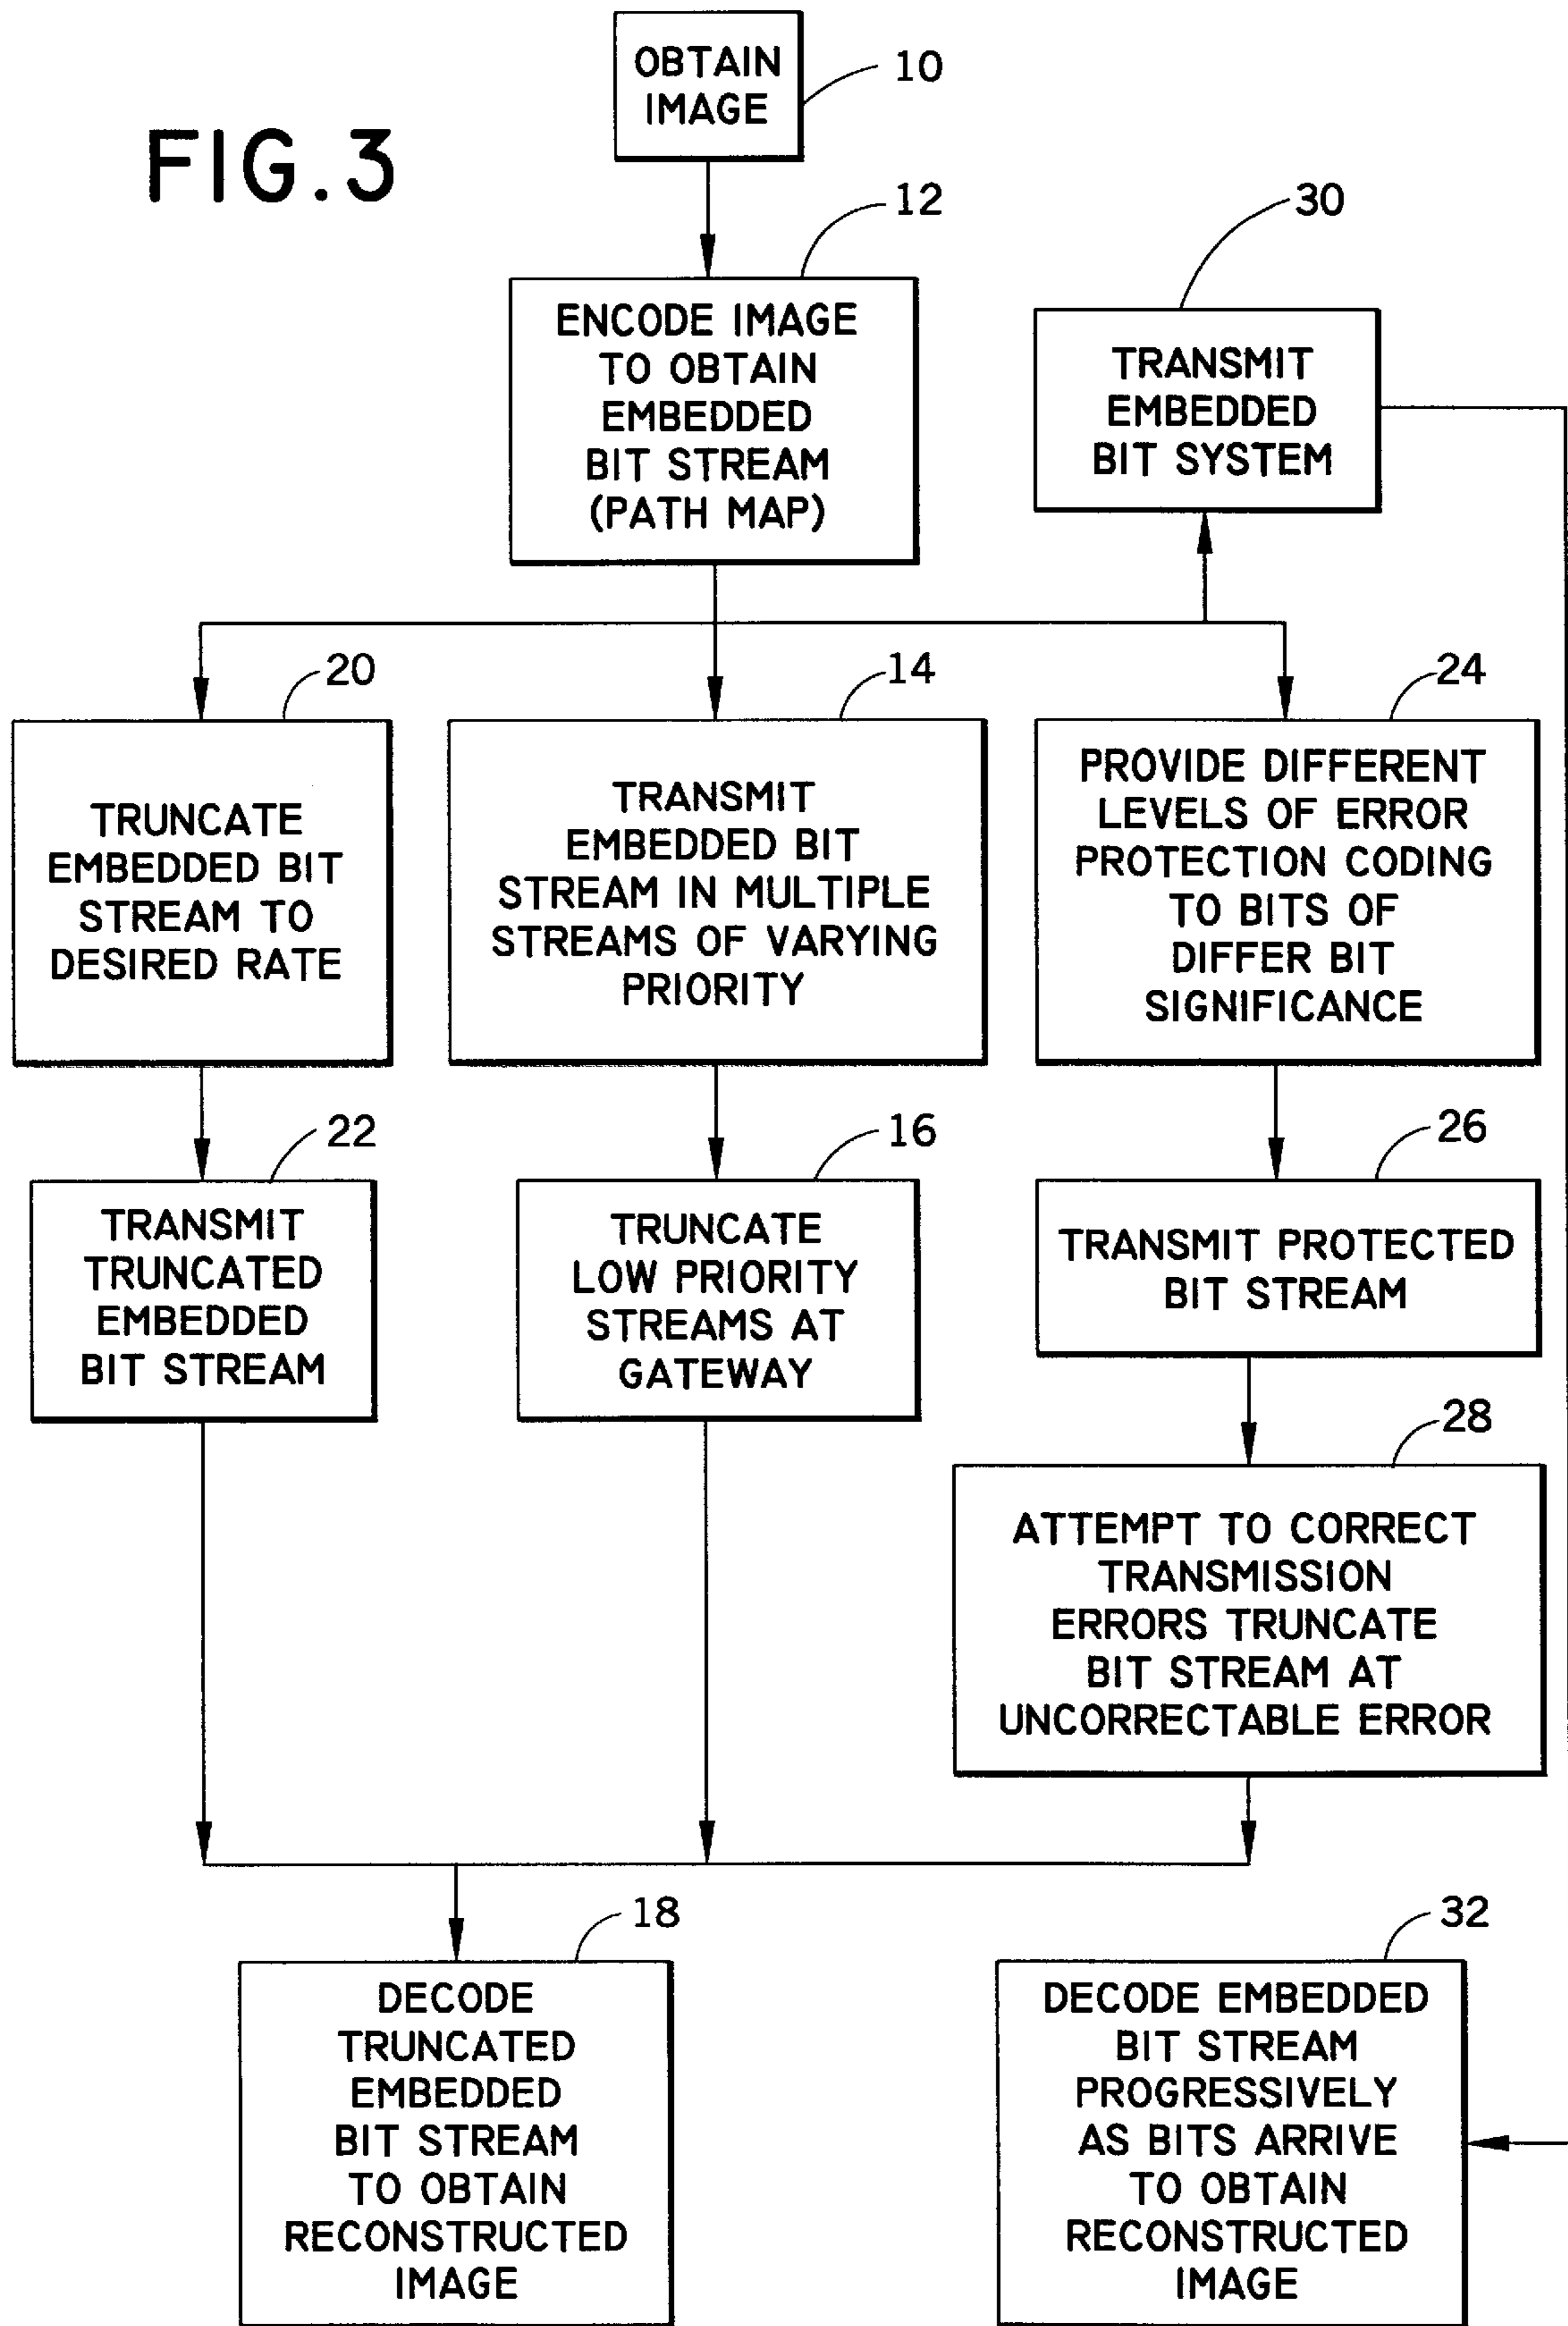 FIG.3
OBTAIN
IMAGE
10
12
ENCODE IMAGE
TO OBTAIN
EMBEDDED
BIT STREAM
(PATH MAP)
30
TRANSMIT
EMBEDDED
BIT SYSTEM
20
TRUNCATE
EMBEDDED BIT
STREAM TO
DESIRED RATE
14
TRANSMIT
EMBEDDED BIT
STREAM IN MULTIPLE
STREAMS OF VARYING
PRIORITY
24
PROVIDE DIFFERENT
LEVELS OF ERROR
PROTECTION CODING
TO BITS OF
DIFFER BIT
SIGNIFICANCE
22
TRANSMIT
TRUNCATED
EMBEDDED
BIT STREAM
16
TRUNCATE
LOW PRIORITY
STREAMS AT
GATEWAY
26
TRANSMIT PROTECTED
BIT STREAM
28
ATTEMPT TO CORRECT
TRANSMISSION
ERRORS TRUNCATE
BIT STREAM AT
UNCORRECTABLE ERROR
18
DECODE
TRUNCATED
EMBEDDED
BIT STREAM
TO OBTAIN
RECONSTRUCTED
IMAGE
32
DECODE EMBEDDED
BIT STREAM
PROGRESSIVELY
AS BITS ARRIVE
TO OBTAIN
RECONSTRUCTED
IMAGE